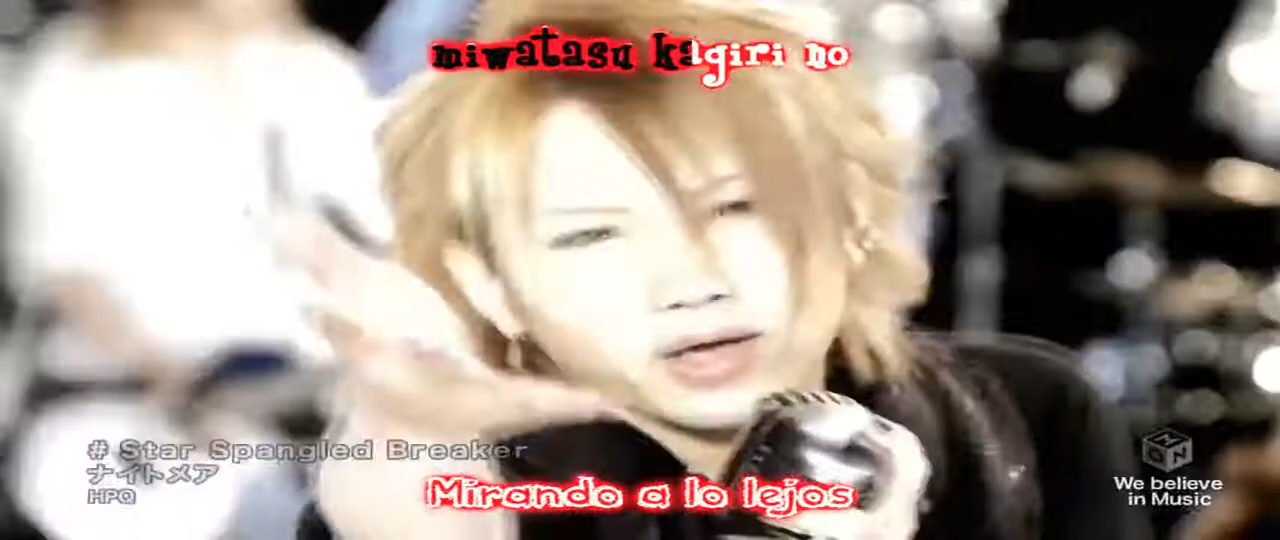 miwatasu kagiri no
# Star Spangled Breaker
ナイトメア
HPQ
Mirando a lo lejos
M
ON
We believe
in Music